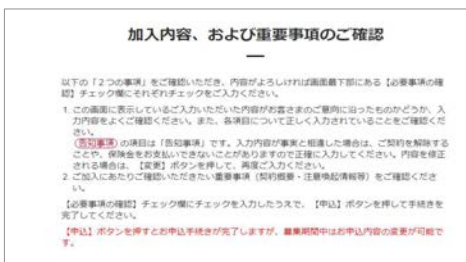 加入内容、および重要事項のご確認
以下の「２つの事項」をご確認いただき、内容がよろしければ画面最下部にある【必要事項の確
認】チェック欄にそれぞれチェックをご入力ください。
1. この画面に表示しているご入力いただいた内容がお客さまのご意向に沿ったものかどうか、入
力内容をよくご確認ください。また、各項目について正しく入力されていることをご確認くだ
さい。
告知事項 の項目は「告知事項」です。入力内容が事実と相違した場合は、ご契約を解除する
ことや、保険金をお支払いできないことがありますので正確に入力してください。内容を修正
される場合は、【変更】ボタンを押して、再度ご入力ください。
2. ご加入にあたりご確認いただきたい重要事項（契約概要・注意喚起情報等）をご確認くださ
い。
【必要事項の確認】チェック欄にチェックを入力したうえで、【申込】ボタンを押して手続きを
完了してください。
【申込】ボタンを押すとお申込手続きが完了しますが、募集期間中はお申込内容の変更が可能で
す。